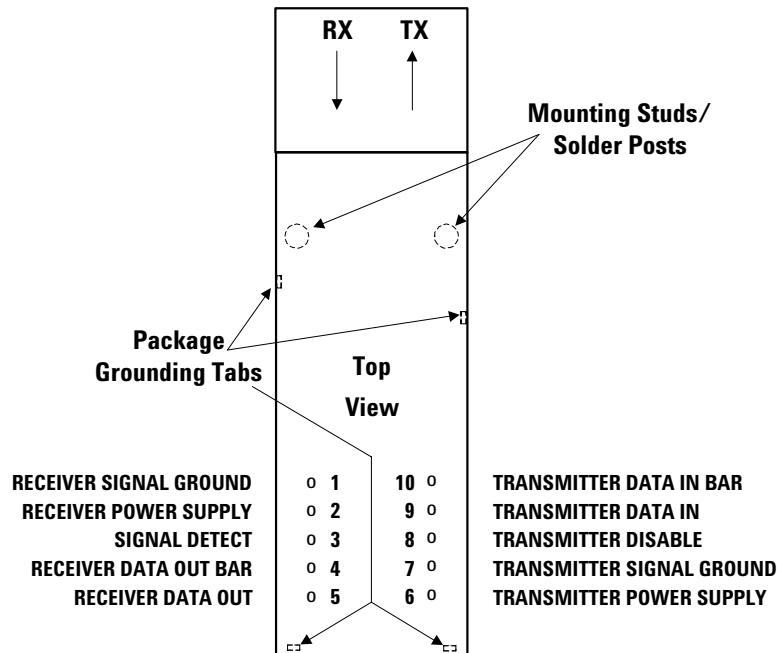 RX TX
Mounting Studs/
Solder Posts
Package
Grounding Tabs
Top
View
RECEIVER SIGNAL GROUND o 1 10 o TRANSMITTER DATA IN BAR
RECEIVER POWER SUPPLY o 2 9 o TRANSMITTER DATA IN
SIGNAL DETECT o 3 8 o TRANSMITTER DISABLE
RECEIVER DATA OUT BAR o 4 7 o TRANSMITTER SIGNAL GROUND
RECEIVER DATA OUT o 5 6 o TRANSMITTER POWER SUPPLY